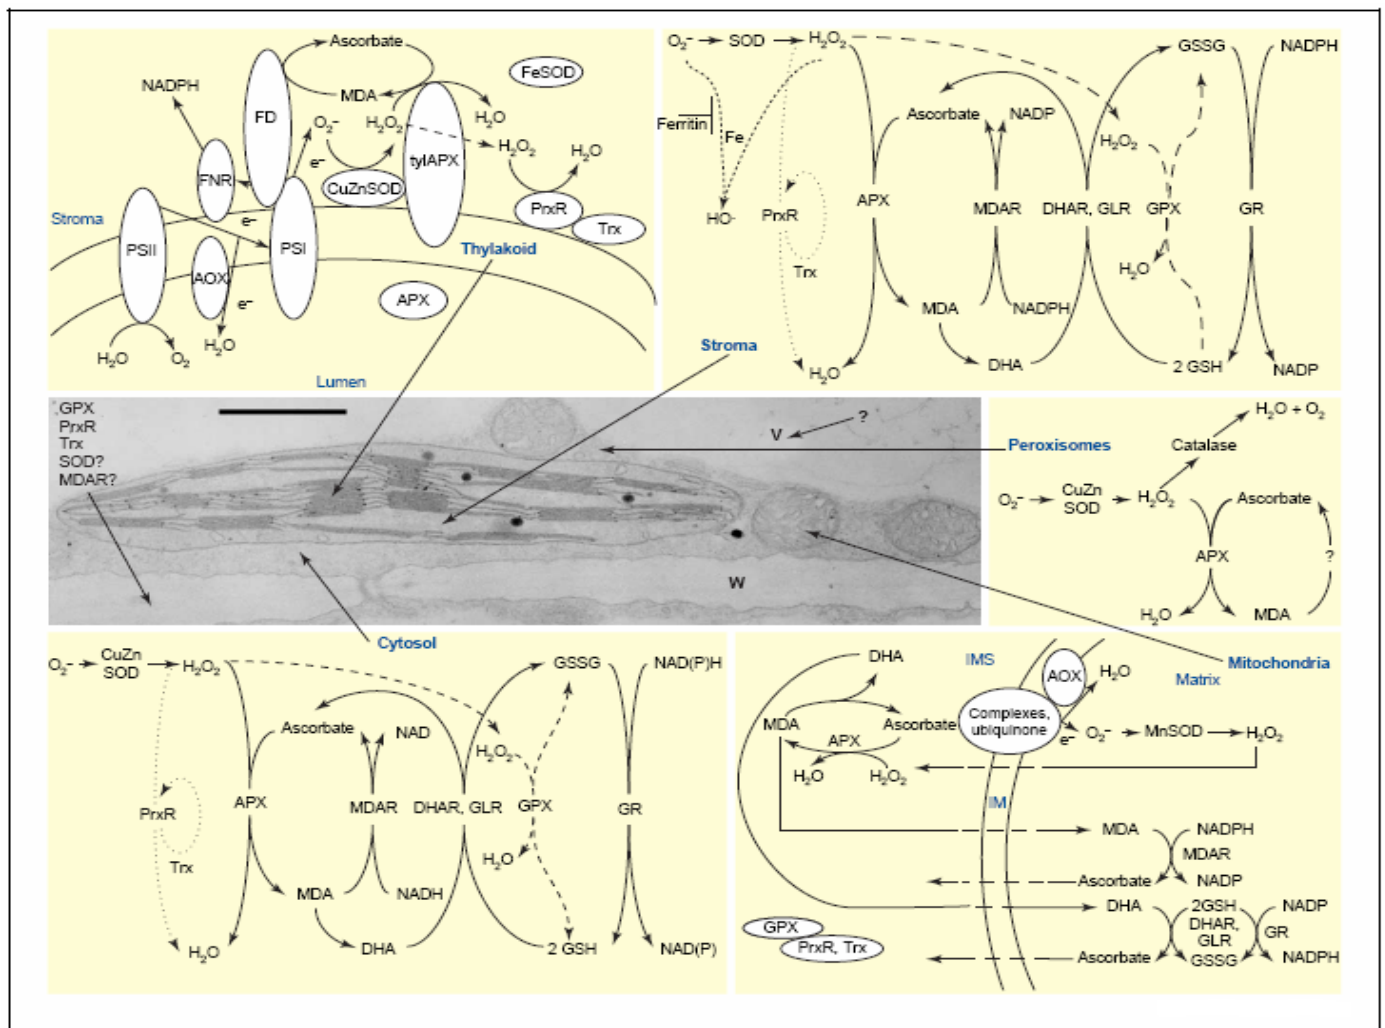 Ascorbate
FeSOD
NADPH
MDA
FD
O₂⁻
H₂O₂
H₂O
tylAPX
H₂O₂
H₂O
e⁻
FNR
CuZnSOD
PrxR
Trx
Stroma
e⁻
PSII
PSI
Thylakoid
AOX
e⁻
APX
H₂O
O₂
H₂O
Lumen
O₂⁻
SOD
H₂O₂
GSSG
NADPH
Ascorbate
NADP
Ferritin
Fe
H₂O₂
HO·
PrxR
APX
MDAR
DHAR, GLR
GPX
GR
Trx
H₂O
MDA
NADPH
Stroma
H₂O
DHA
2 GSH
NADP
GPX
PrxR
Trx
SOD?
MDAR?
V
?
W
Peroxisomes
H₂O + O₂
Catalase
O₂⁻
CuZn
SOD
H₂O₂
Ascorbate
APX
?
H₂O
MDA
Cytosol
O₂⁻
CuZn
SOD
H₂O₂
GSSG
NAD(P)H
Ascorbate
NAD
H₂O₂
PrxR
APX
MDAR
DHAR, GLR
GPX
GR
Trx
H₂O
MDA
NADH
H₂O
DHA
2 GSH
NAD(P)
Mitochondria
DHA
IMS
AOX
H₂O
Matrix
MDA
Ascorbate
Complexes,
ubiquinone
e⁻
O₂⁻
MnSOD
H₂O₂
APX
H₂O
H₂O₂
IM
MDA
NADPH
MDAR
Ascorbate
NADP
DHA
2GSH
NADP
DHAR,
GLR
GR
Ascorbate
GSSG
NADPH
GPX
PrxR, Trx